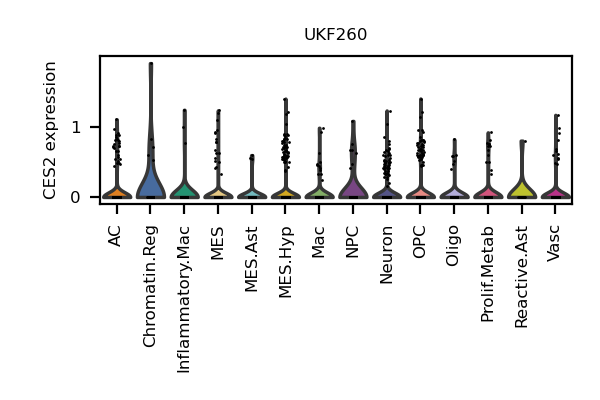 UKF260
CES2 expression
1
0
AC
Chromatin.Reg
Inflammatory.Mac
MES
MES.Ast
MES.Hyp
Mac
NPC
Neuron
OPC
Oligo
Prolif.Metab
Reactive.Ast
Vasc